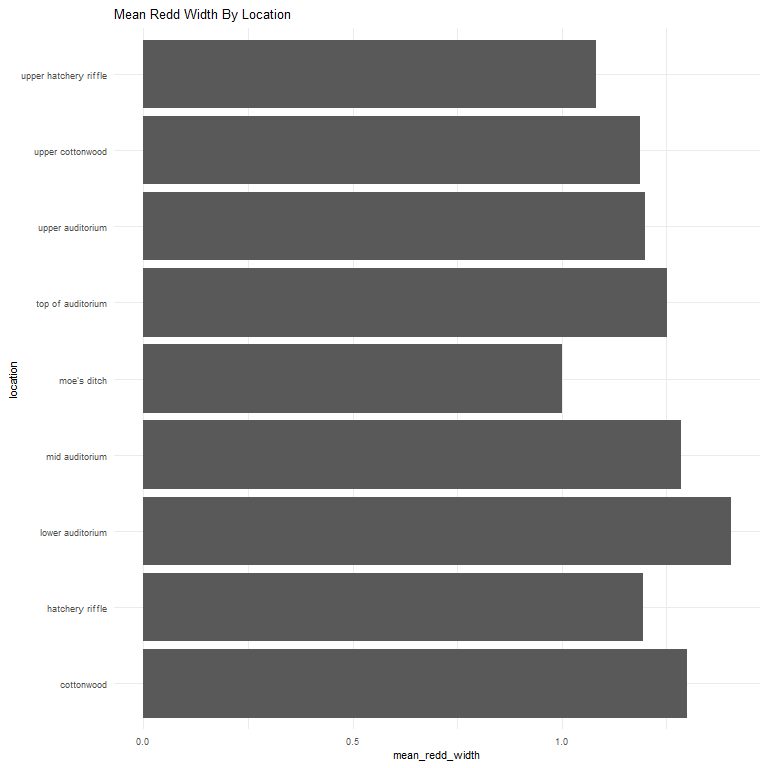 Mean Redd Width By Location
upper hatchery riffle
upper cottonwood
upper auditorium
top of auditorium
moe's ditch
mid auditorium
lower auditorium
hatchery riffle
cottonwood
location
0.0 0.5 1.0
mean_redd_width